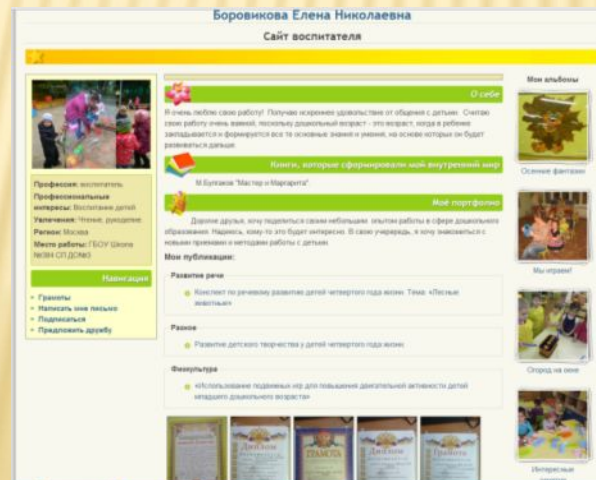 Боровикова Елена Николаевна
Сайт воспитателя
Профессия: воспитатель
Профессиональные
интересы: Воспитание детей
Увлечения: Чтение, рукоделие
Регион: Москва
Место работы: ГБОУ Школа
№384 СП ДО№3
Навигация
Грамоты
Написать мне письмо
Подписаться
Предложить дружбу
О себе
Я очень люблю свою работу! Получаю искреннее удовольствие от общения с детьми. Считаю
свою работу очень важной, поскольку дошкольный возраст - это возраст, когда в ребенке
закладывается и формируется все те основные знания и умения, на основе которых он будет
развиваться дальше.
Книги, которые сформировали мой внутренний мир
М.Булгаков "Мастер и Маргарита"
Моё портфолио
Дорогие друзья, хочу поделиться своим небольшим опытом работы в сфере дошкольного
образования. Надеюсь, кому-то это будет интересно. В свою очередь, я хочу знакомиться с
новыми приемами и методами работы с детьми.
Мои публикации:
Развитие речи
Конспект по речевому развитию детей четвертого года жизни. Тема: «Лесные
животные»
Разное
Развитие детского творчества у детей четвертого года жизни
Физкультура
«Использование подвижных игр для повышения двигательной активности детей
младшего дошкольного возраста»
ДИПЛОМ
ГРАМОТА
ДИПЛОМ
ГРАМОТА
Мои альбомы
Осенние фантазии
Мы играем!
Огород на окне
Интересные